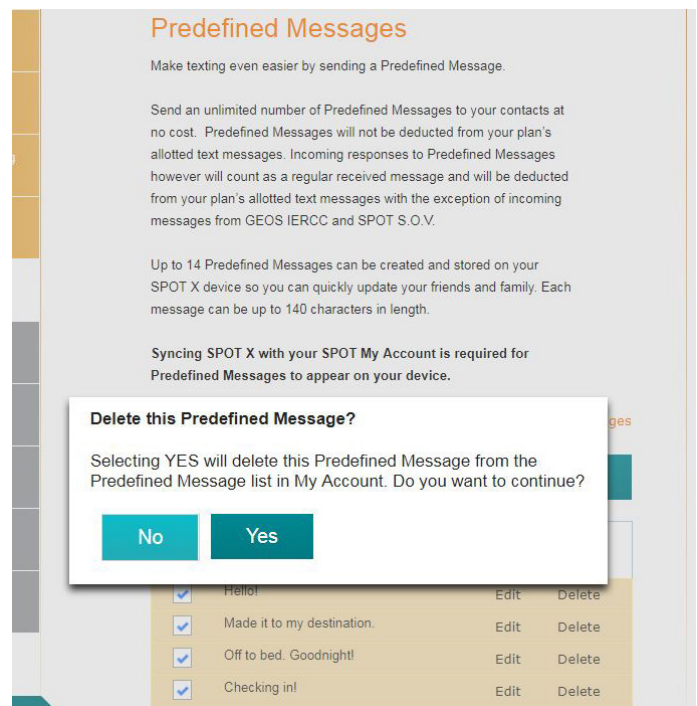 Predefined Messages
Make texting even easier by sending a Predefined Message.
Send an unlimited number of Predefined Messages to your contacts at
no cost. Predefined Messages will not be deducted from your plan's
allotted text messages. Incoming responses to Predefined Messages
however will count as a regular received message and will be deducted
from your plan's allotted text messages with the exception of incoming
messages from GEOS IERCC and SPOT S.O.V.
Up to 14 Predefined Messages can be created and stored on your
SPOT X device so you can quickly update your friends and family. Each
message can be up to 140 characters in length.
Syncing SPOT X with your SPOT My Account is required for
Predefined Messages to appear on your device.
Delete this Predefined Message?
Selecting YES will delete this Predefined Message from the
Predefined Message list in My Account. Do you want to continue?
No Yes
Hello! Edit Delete
Made it to my destination. Edit Delete
Off to bed. Goodnight! Edit Delete
Checking in! Edit Delete